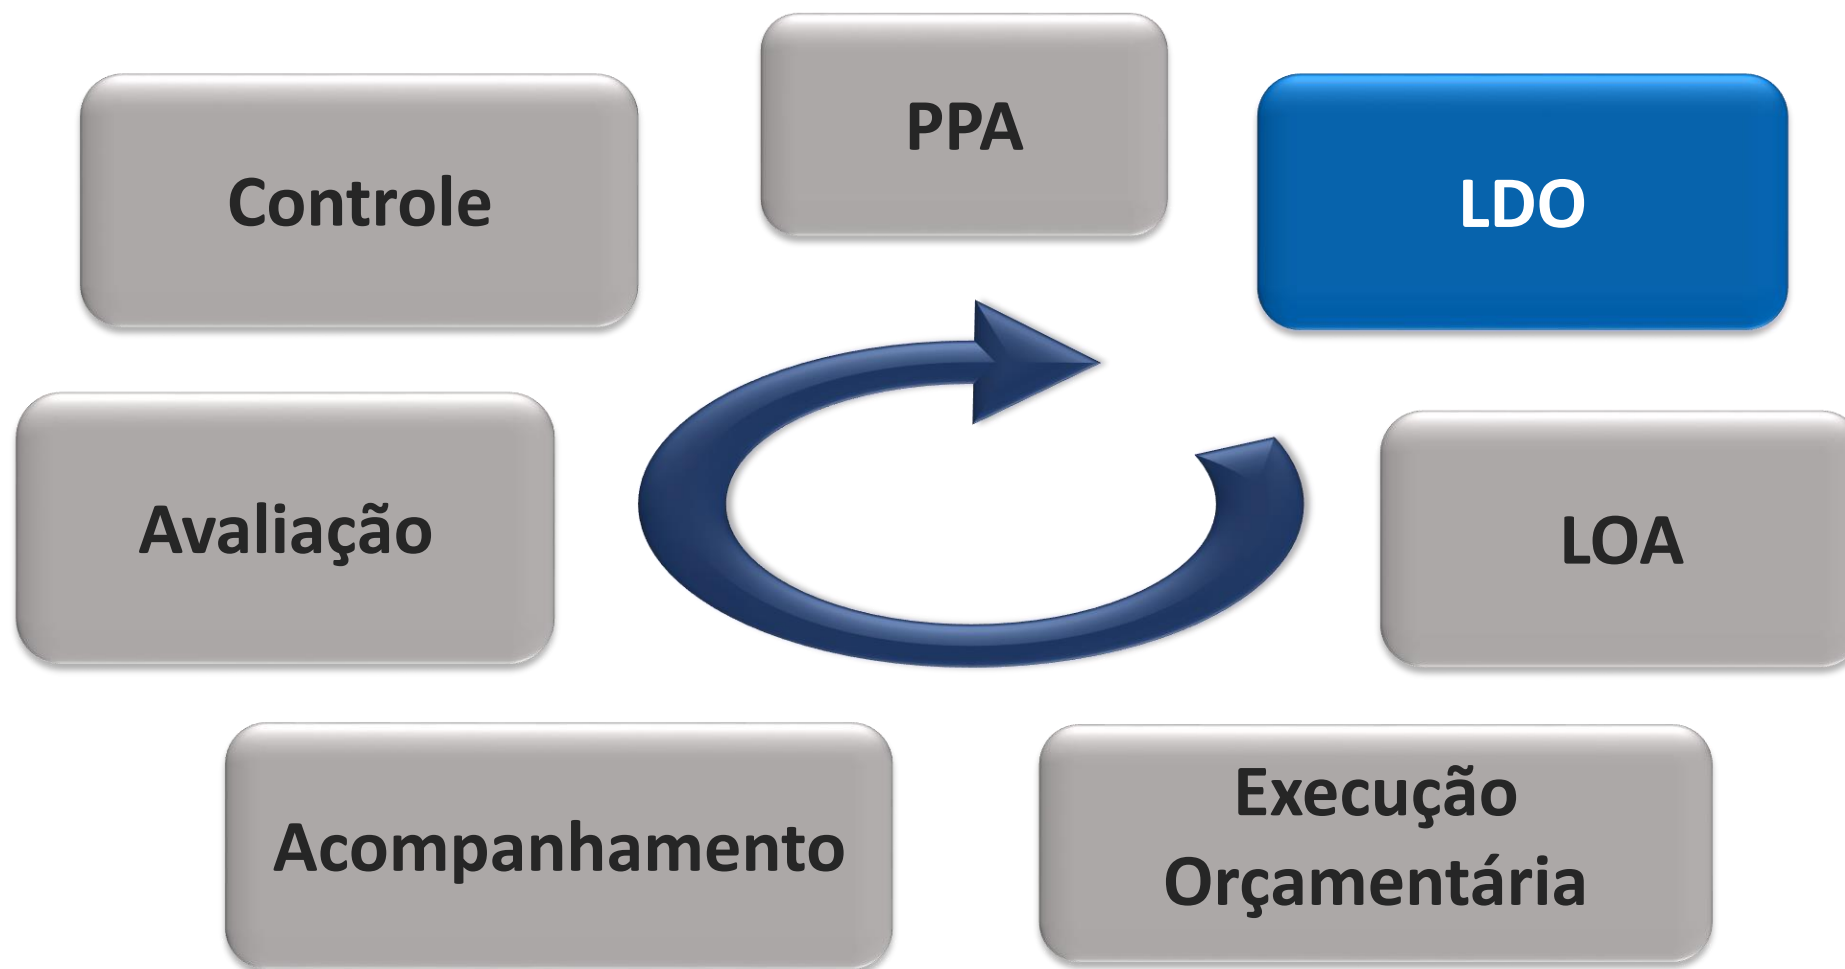 PPA
Controle
LDO
Avaliação
LOA
Execução
Orçamentária
Acompanhamento